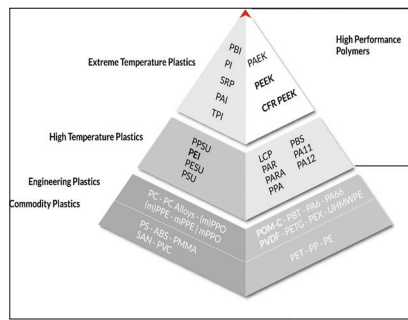 High Performance
Polymers
Extreme Temperature Plastics
PBI
PI
SRP
PAI
TPI
PAEK
PEEK
CFR PEEK
High Temperature Plastics
PPSU
PEI
PESU
PSU
LCP
PAR
PARA
PPA
PBS
PA11
PA12
Engineering Plastics
PC - PC Alloys - (m)PPO
(m)PPE - mPPE / mPPO
POM-C - PBT - PA6 - PA66
PVDF - PETG - PEX - UHMWPE
Commodity Plastics
PS - ABS - PMMA
SAN - PVC
PET - PP - PE